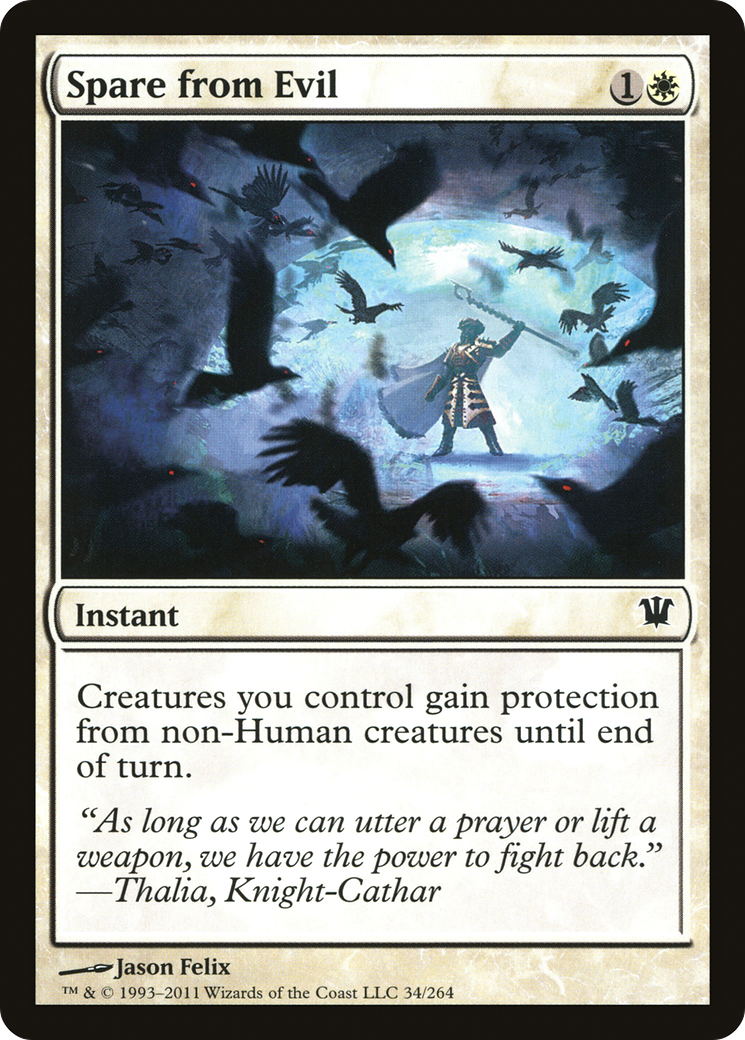 Spare from Evil 1
Instant
Creatures you control gain protection
from non-Human creatures until end
of turn.
“As long as we can utter a prayer or lift a
weapon, we have the power to fight back.”
—Thalia, Knight-Cathar
Jason Felix
™ & © 1993–2011 Wizards of the Coast LLC 34/264